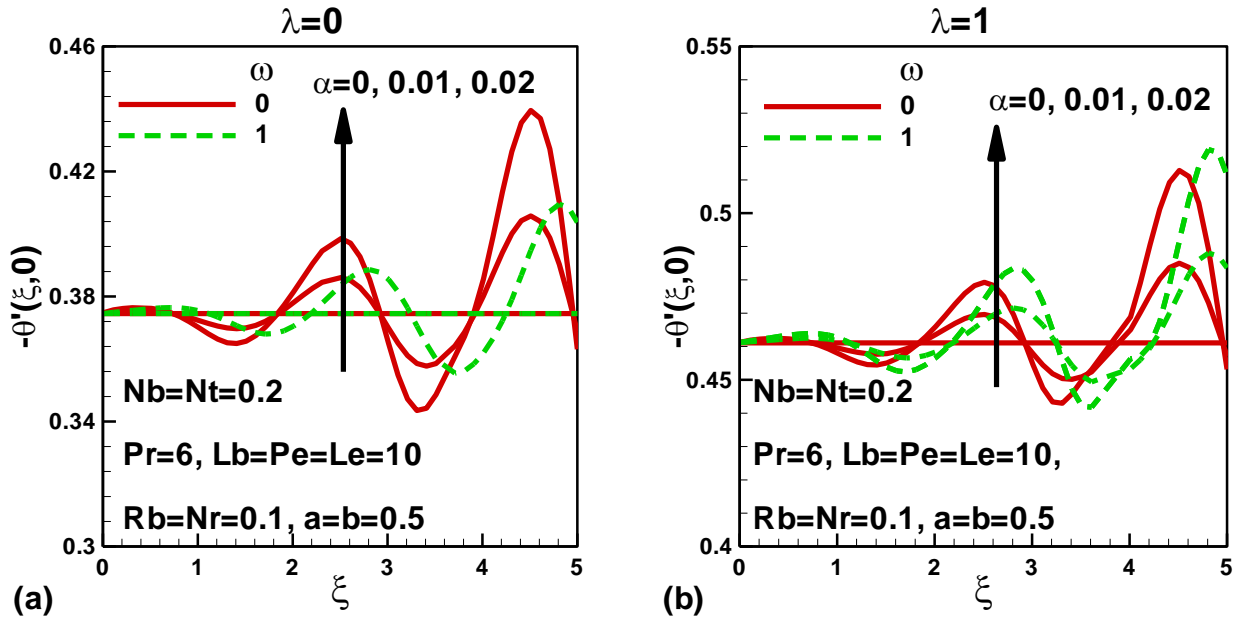 λ=0
-θ'(ξ,0)
0.46
0.42
0.38
0.34
0.3
ω
0
1
α=0, 0.01, 0.02
Nb=Nt=0.2
Pr=6, Lb=Pe=Le=10
Rb=Nr=0.1, a=b=0.5
0 1 2 3 4 5
ξ
(a)
λ=1
-θ'(ξ,0)
0.55
0.5
0.45
0.4
ω
0
1
α=0, 0.01, 0.02
Nb=Nt=0.2
Pr=6, Lb=Pe=Le=10,
Rb=Nr=0.1, a=b=0.5
0 1 2 3 4 5
ξ
(b)